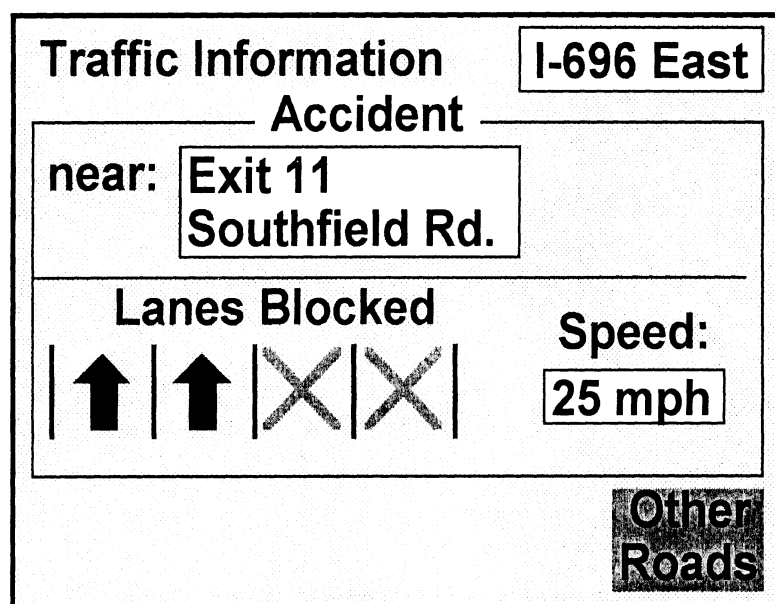 Traffic Information
I-696 East
Accident
near:
Exit 11
Southfield Rd.
Lanes Blocked
Speed:
25 mph
Other
Roads